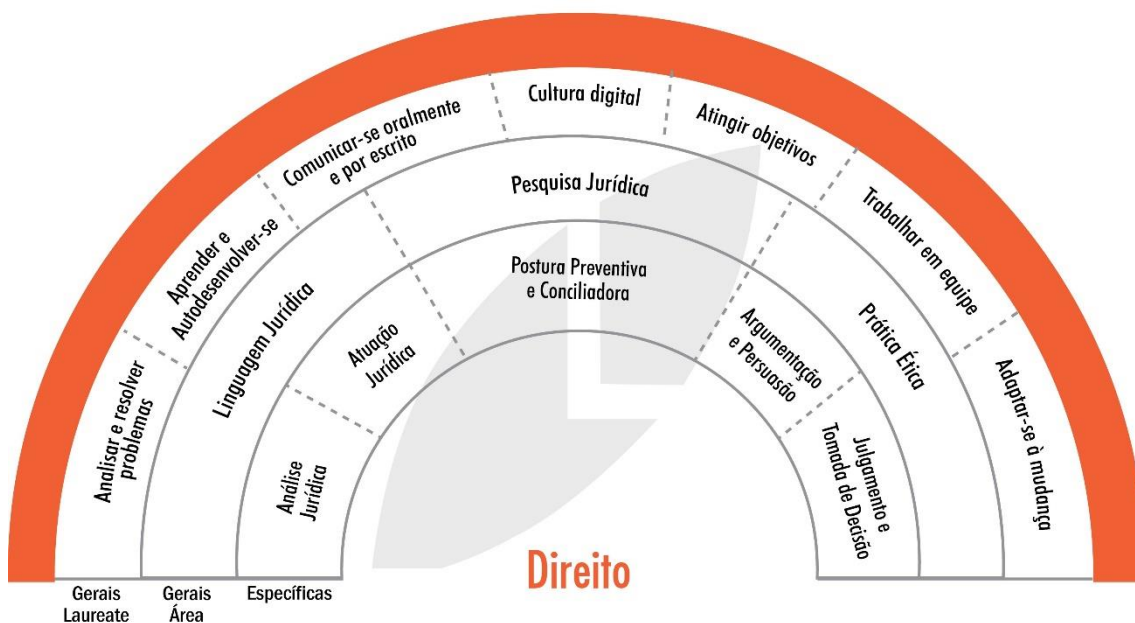 Analisar e resolver
problemas
Aprender e
Autodesenvolver-se
Comunicar-se oralmente
e por escrito
Cultura digital
Atingir objetivos
Trabalhar em equipe
Adaptar-se à mudança
Linguagem Jurídica
Pesquisa Jurídica
Prática Ética
Análise
Jurídica
Atuação
Jurídica
Postura Preventiva
e Conciliadora
Argumentação
e Persuasão
Julgamento e
Tomada de Decisão
Direito
Gerais
Laureate
Gerais
Área
Específicas